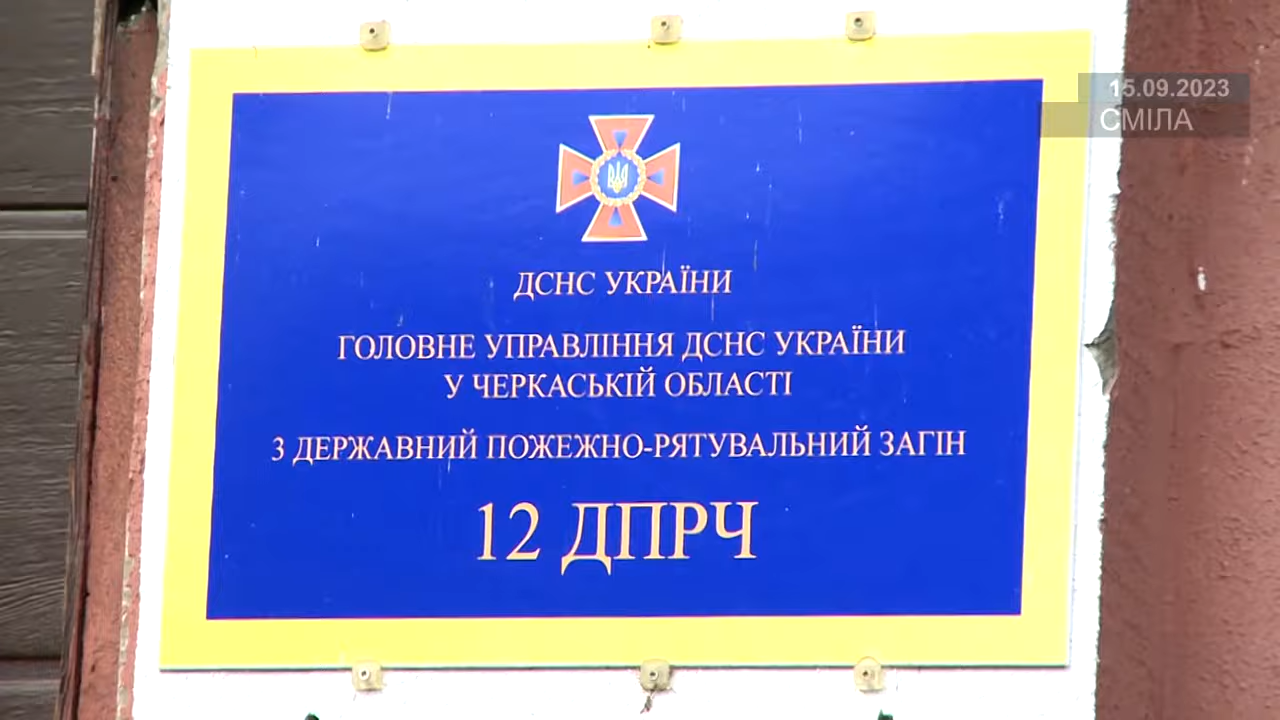 15.09.2023
СМІЛА
ДСНС УКРАЇНИ
ГОЛОВНЕ УПРАВЛІННЯ ДСНС УКРАЇНИ
У ЧЕРКАСЬКІЙ ОБЛАСТІ
3 ДЕРЖАВНИЙ ПОЖЕЖНО-РЯТУВАЛЬНИЙ ЗАГІН
12 ДПРЧ